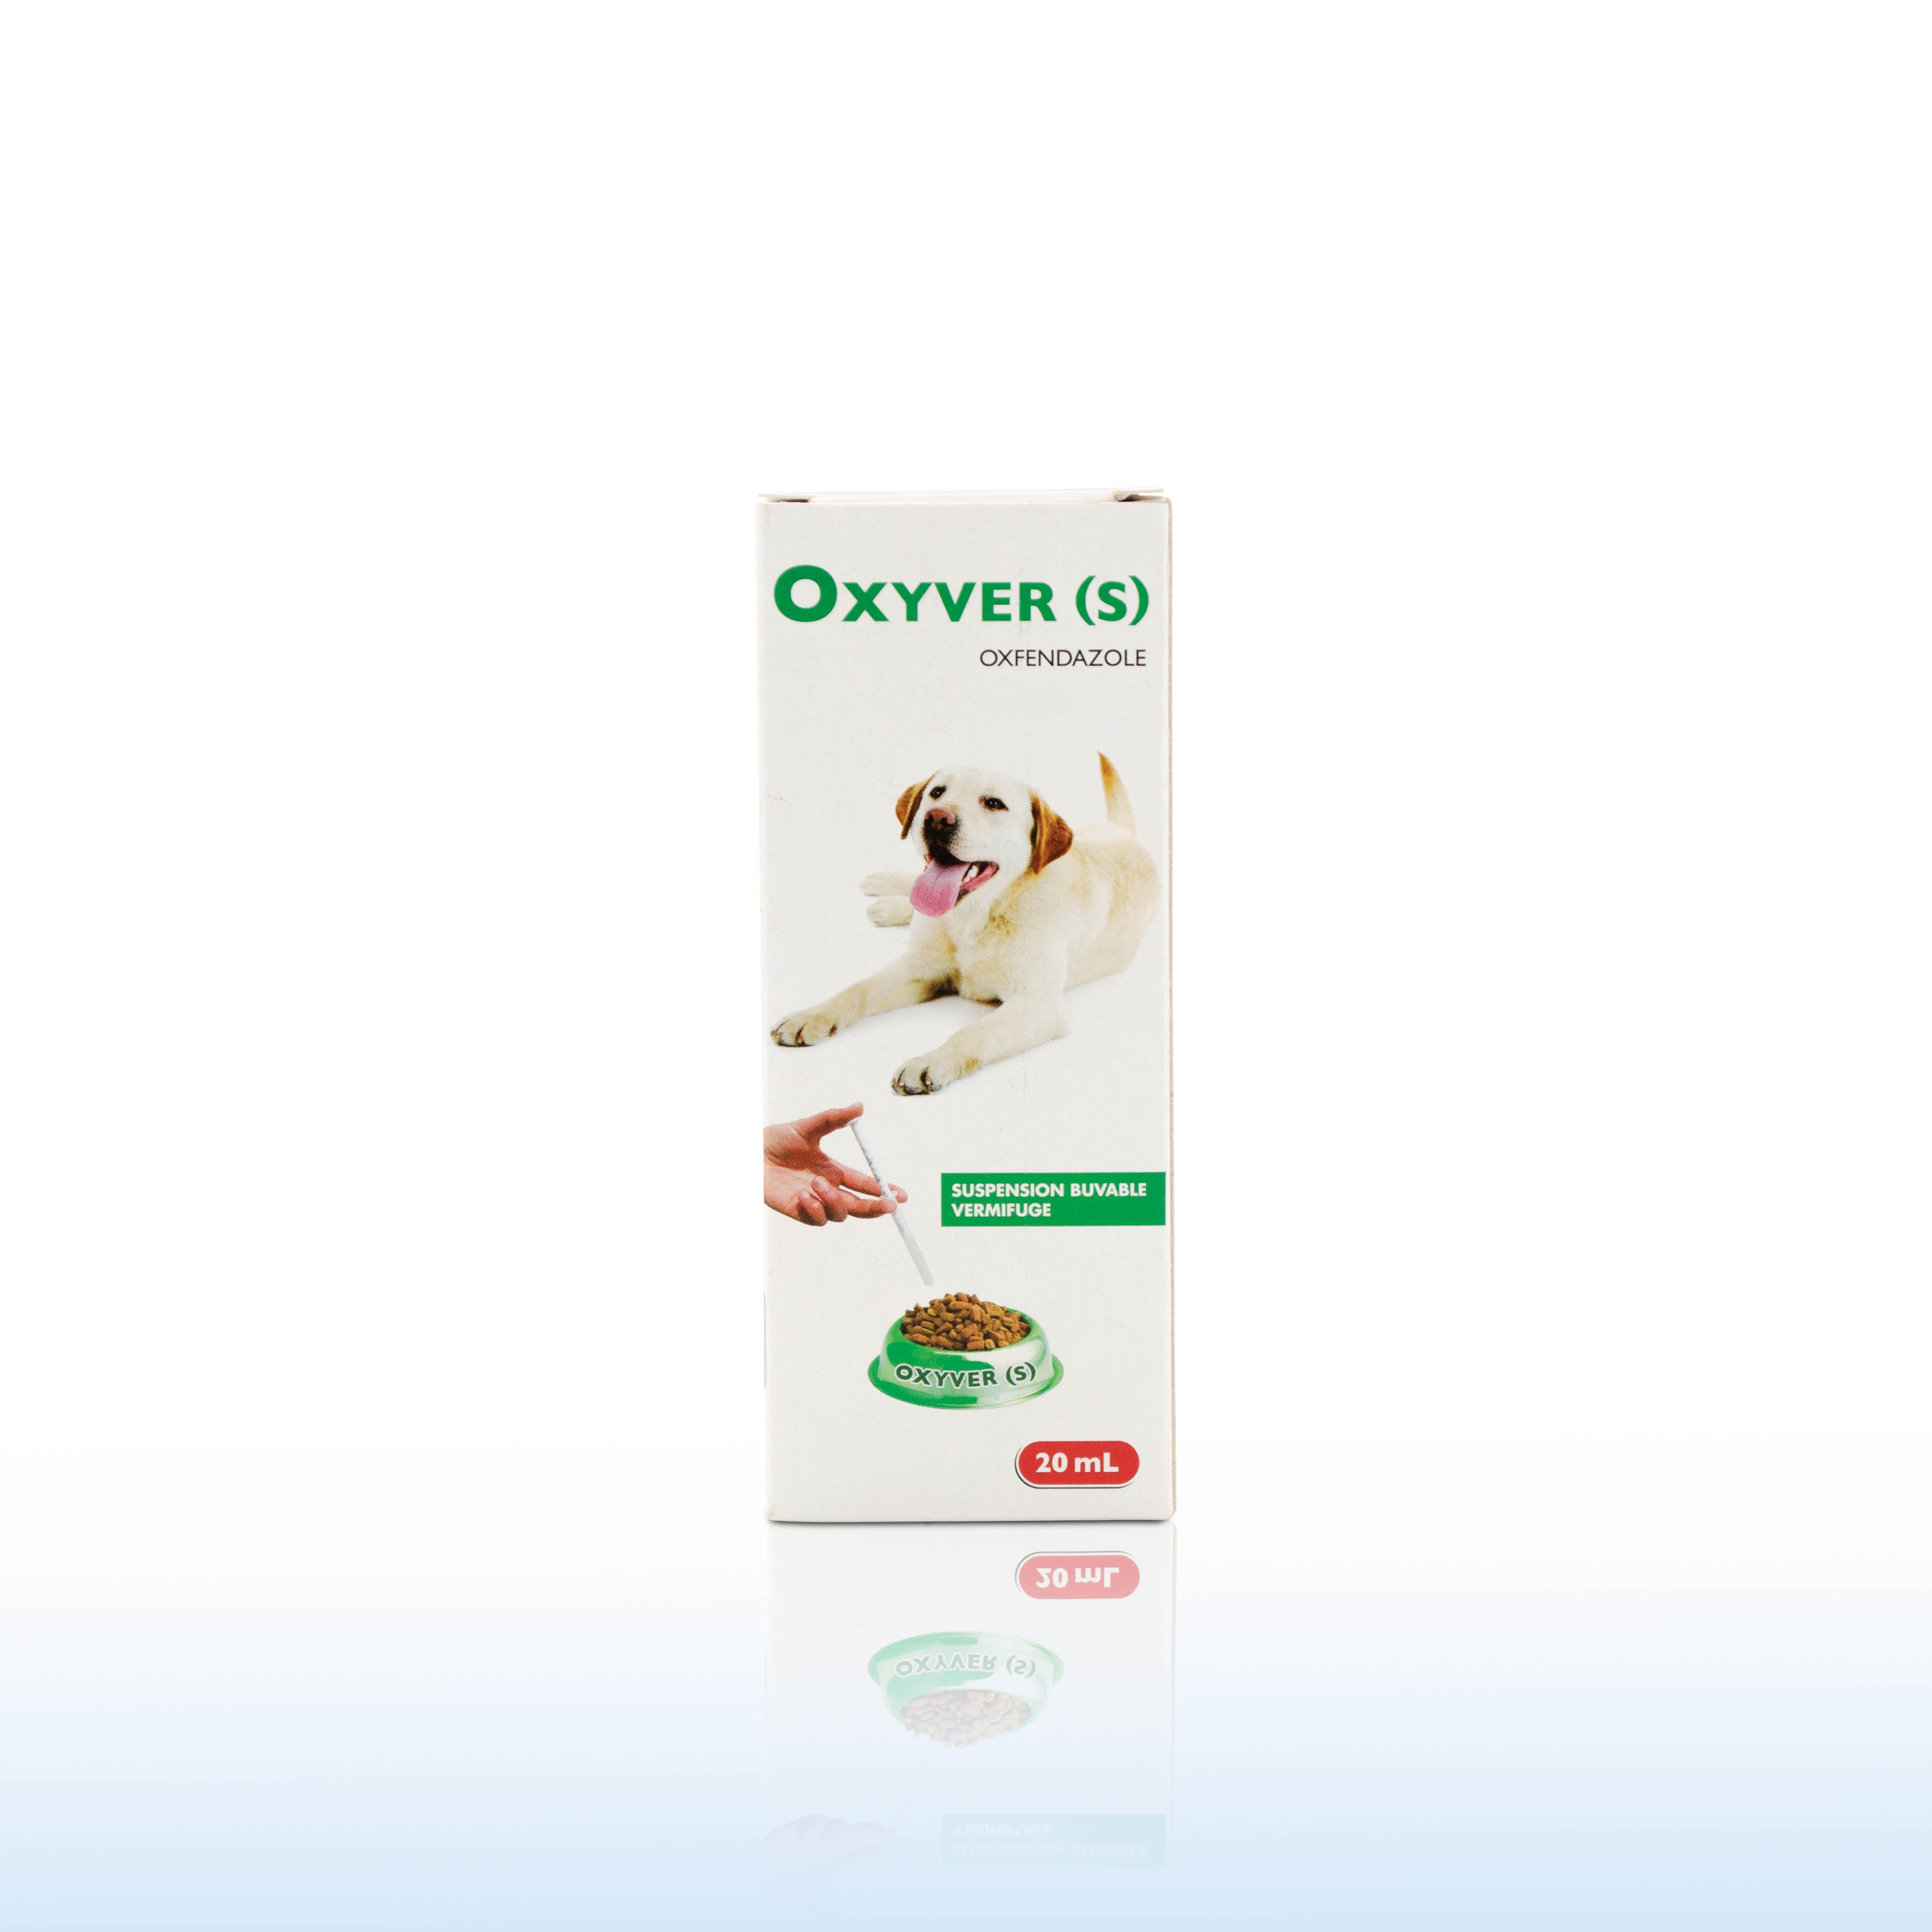 OXYVER (S)
OXFENDAZOLE
SUSPENSION BUVABLE
VERMIFUGE
OXYVER (S)
20 mL